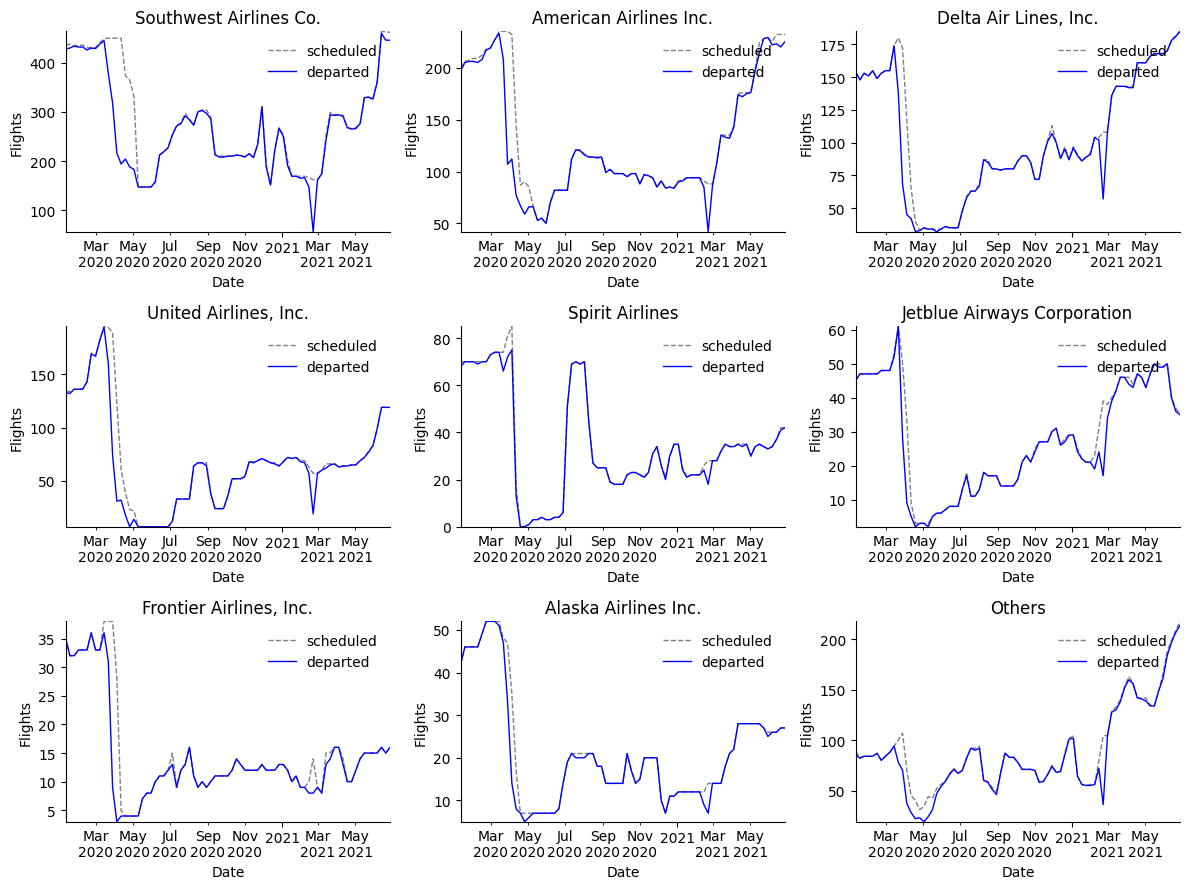 Southwest Airlines Co.
400
300
200
100
Flights
scheduled
departed
Mar
2020
May
2020
Jul
2020
Sep
2020
Nov
2020
2021
Mar
2021
May
2021
Date
American Airlines Inc.
200
150
100
50
Flights
scheduled
departed
Mar
2020
May
2020
Jul
2020
Sep
2020
Nov
2020
2021
Mar
2021
May
2021
Date
Delta Air Lines, Inc.
175
150
125
100
75
50
Flights
scheduled
departed
Mar
2020
May
2020
Jul
2020
Sep
2020
Nov
2020
2021
Mar
2021
May
2021
Date
United Airlines, Inc.
150
100
50
Flights
scheduled
departed
Mar
2020
May
2020
Jul
2020
Sep
2020
Nov
2020
2021
Mar
2021
May
2021
Date
Spirit Airlines
80
60
40
20
0
Flights
scheduled
departed
Mar
2020
May
2020
Jul
2020
Sep
2020
Nov
2020
2021
Mar
2021
May
2021
Date
Jetblue Airways Corporation
60
50
40
30
20
10
Flights
scheduled
departed
Mar
2020
May
2020
Jul
2020
Sep
2020
Nov
2020
2021
Mar
2021
May
2021
Date
Frontier Airlines, Inc.
35
30
25
20
15
10
5
Flights
scheduled
departed
Mar
2020
May
2020
Jul
2020
Sep
2020
Nov
2020
2021
Mar
2021
May
2021
Date
Alaska Airlines Inc.
50
40
30
20
10
Flights
scheduled
departed
Mar
2020
May
2020
Jul
2020
Sep
2020
Nov
2020
2021
Mar
2021
May
2021
Date
Others
200
150
100
50
Flights
scheduled
departed
Mar
2020
May
2020
Jul
2020
Sep
2020
Nov
2020
2021
Mar
2021
May
2021
Date